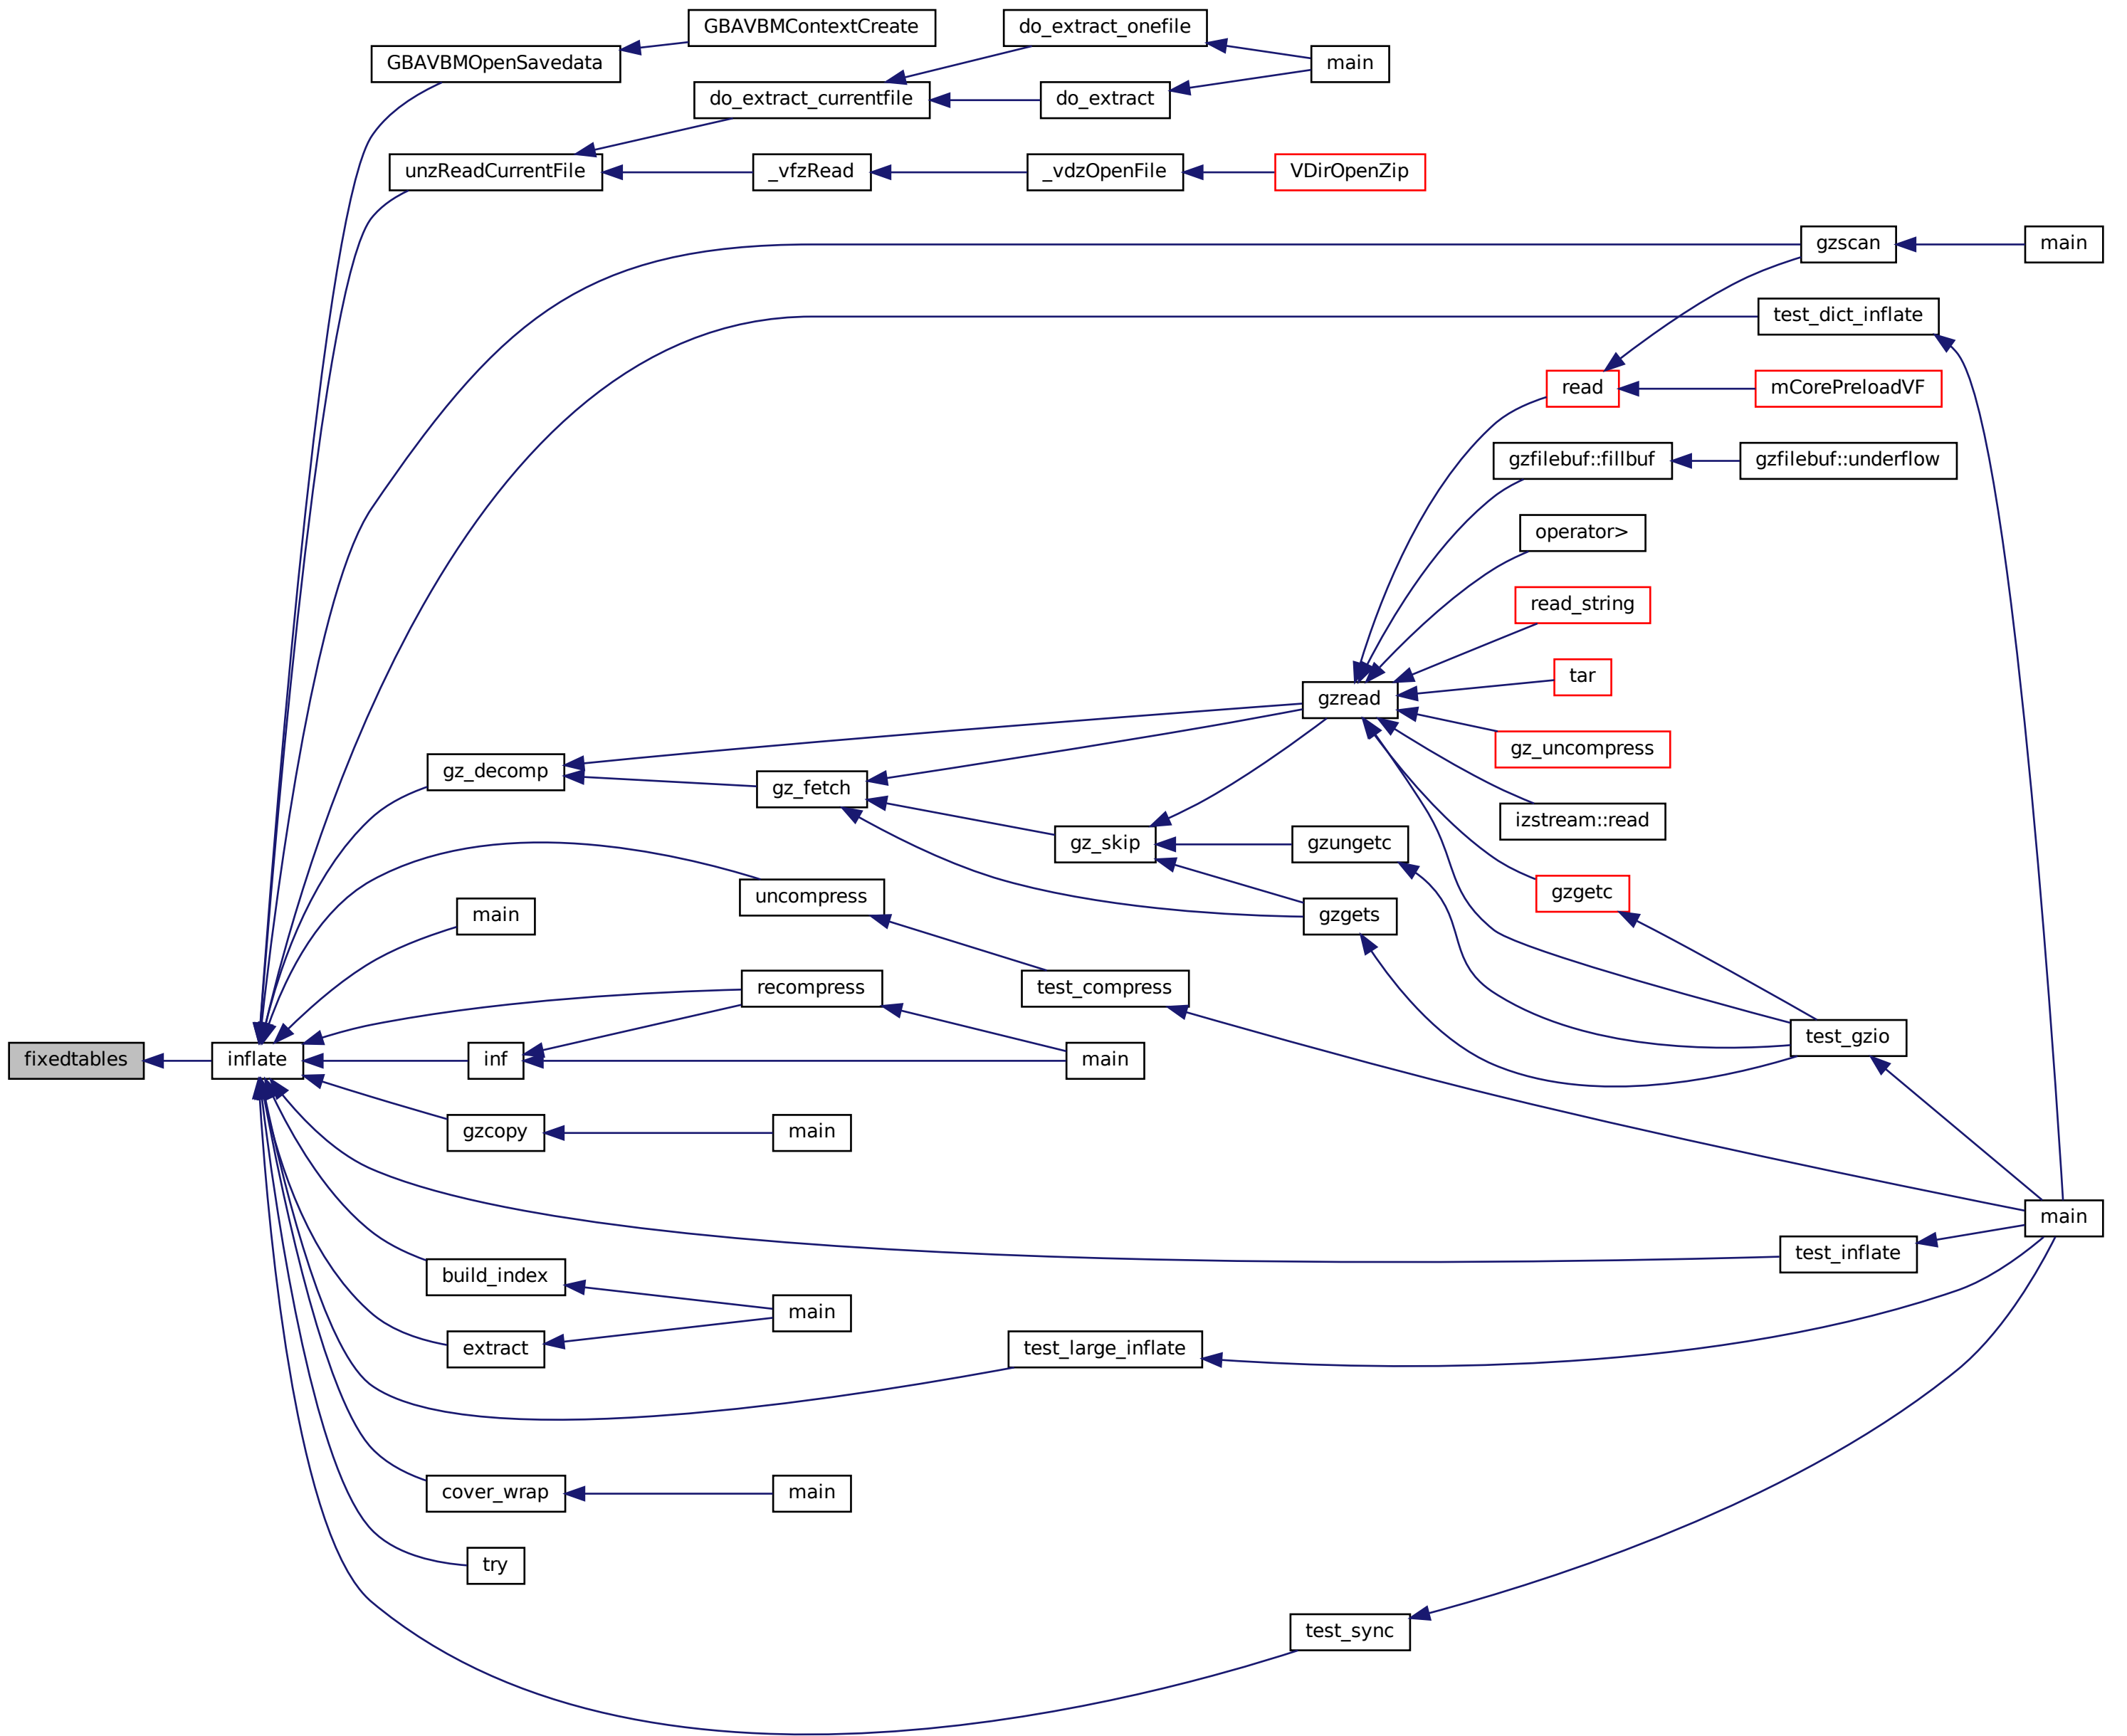 GBAVBMContextCreate
do_extract_onefile
GBAVBMOpenSavedata
main
do_extract_currentfile
do_extract
unzReadCurrentFile
_vfzRead
_vdzOpenFile
VDirOpenZip
gzscan
main
test_dict_inflate
read
mCorePreloadVF
gzfilebuf::fillbuf
gzfilebuf::underflow
operator>
read_string
tar
gzread
gz_uncompress
gz_decomp
gz_fetch
izstream::read
gz_skip
gzungetc
gzgetc
uncompress
main
gzgets
recompress
test_compress
test_gzio
fixedtables
inflate
inf
main
gzcopy
main
main
test_inflate
build_index
main
extract
test_large_inflate
cover_wrap
main
try
test_sync